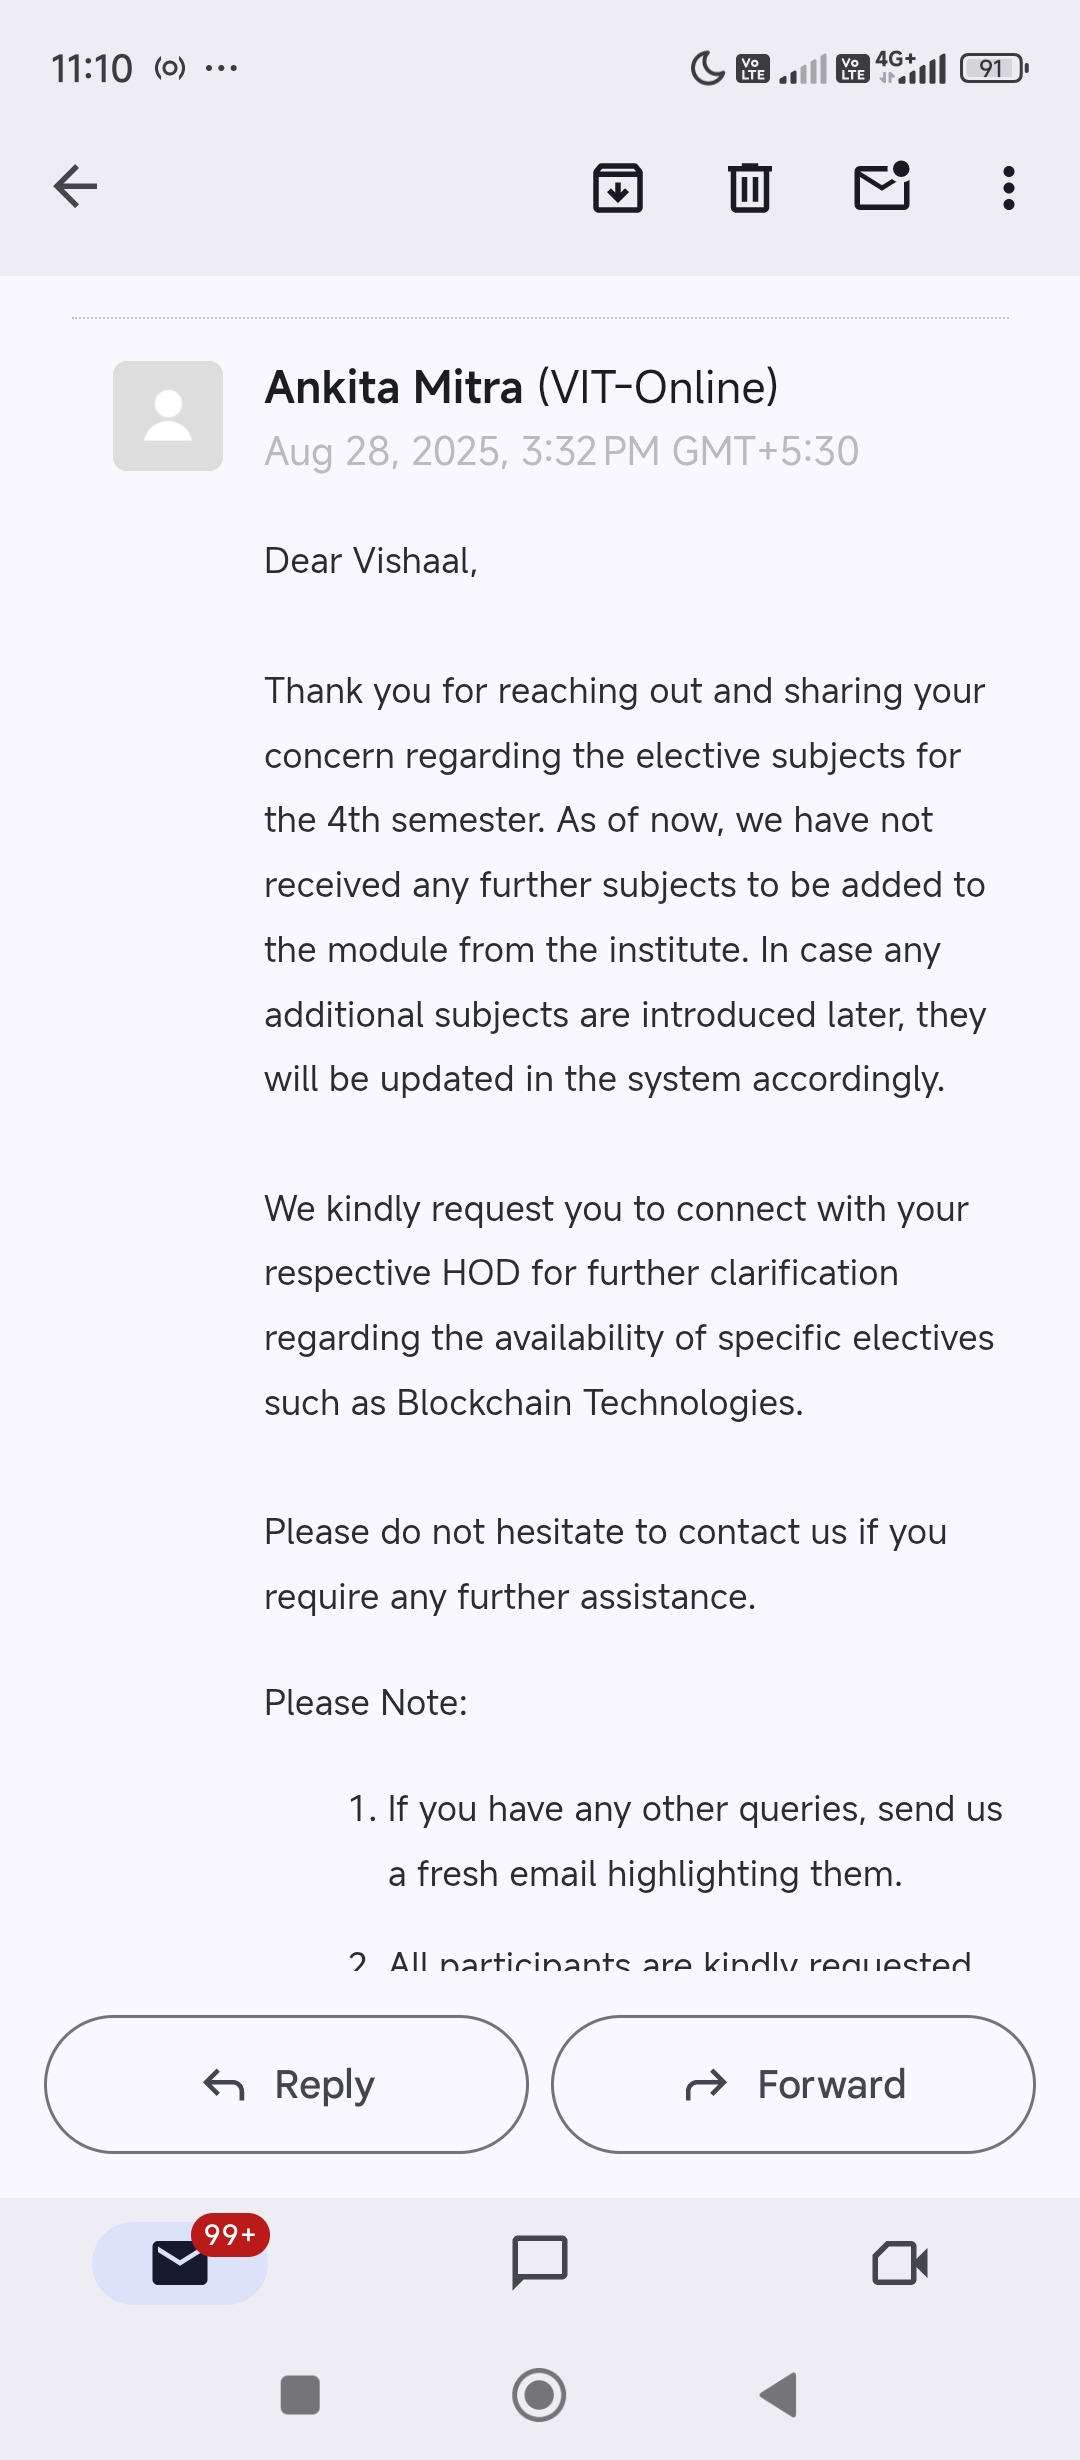 11:10
Vo LTE Vo LTE 4G+ 91
Ankita Mitra (VIT-Online)
Aug 28, 2025, 3:32 PM GMT+5:30
Dear Vishaal,
Thank you for reaching out and sharing your
concern regarding the elective subjects for
the 4th semester. As of now, we have not
received any further subjects to be added to
the module from the institute. In case any
additional subjects are introduced later, they
will be updated in the system accordingly.
We kindly request you to connect with your
respective HOD for further clarification
regarding the availability of specific electives
such as Blockchain Technologies.
Please do not hesitate to contact us if you
require any further assistance.
Please Note:
1. If you have any other queries, send us
a fresh email highlighting them.
2. All participants are kindly requested
Reply Forward
99+